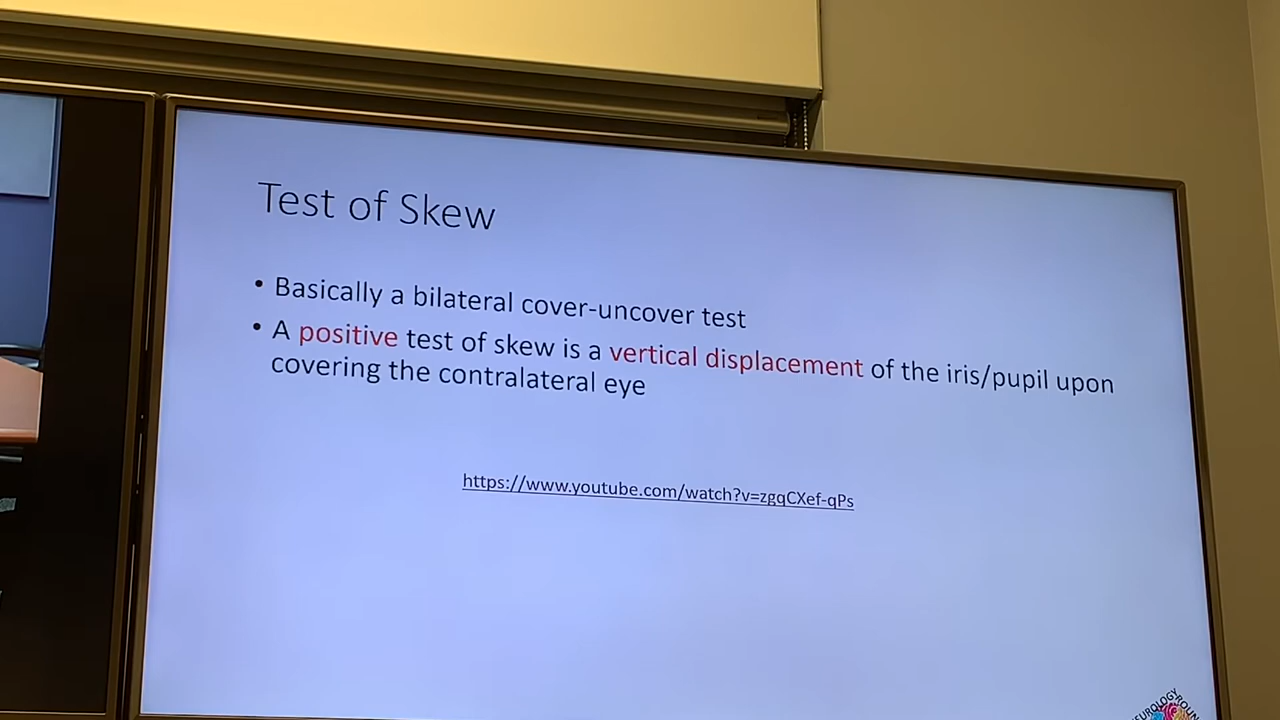 Test of Skew
• Basically a bilateral cover-uncover test
• A positive test of skew is a vertical displacement of the iris/pupil upon
covering the contralateral eye
https://www.youtube.com/watch?v=zgqCXef-qPs